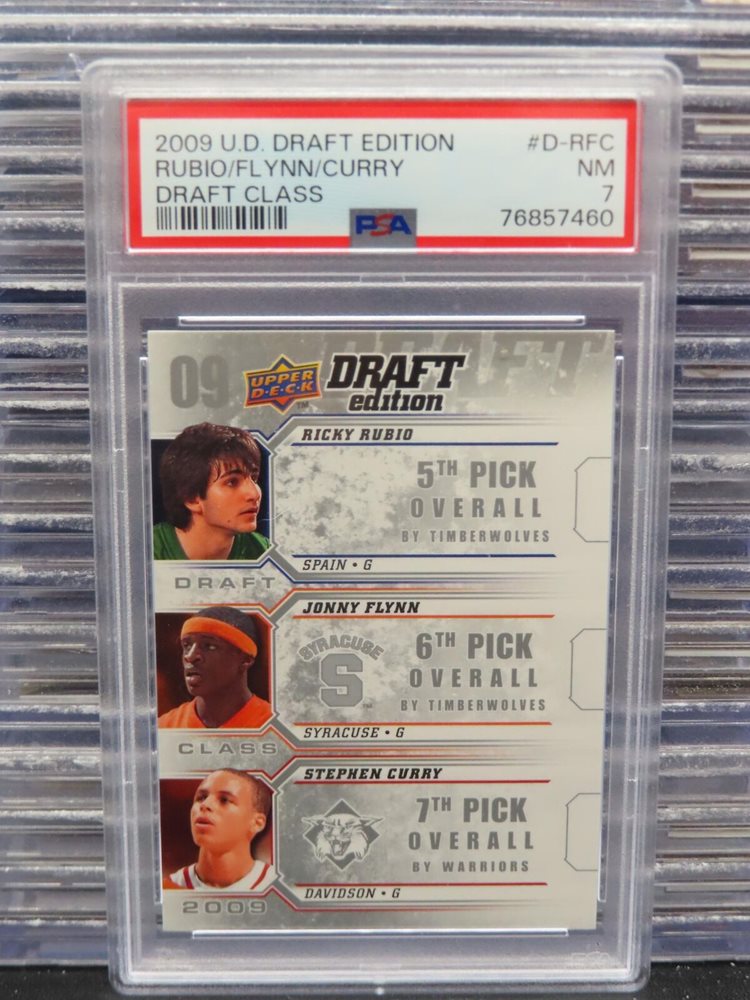 2009 U.D. DRAFT EDITION #D-RFC
RUBIO/FLYNN/CURRY NM
DRAFT CLASS 7
PSA 76857460
DRAFT
09 UPPER DECK TM DRAFT
edition
RICKY RUBIO
5TH PICK
OVERALL
BY TIMBERWOLVES
SPAIN • G
DRAFT
JONNY FLYNN
SYRACUSE
S
6TH PICK
OVERALL
BY TIMBERWOLVES
SYRACUSE • G
CLASS
STEPHEN CURRY
7TH PICK
OVERALL
BY WARRIORS
DAVIDSON • G
2009